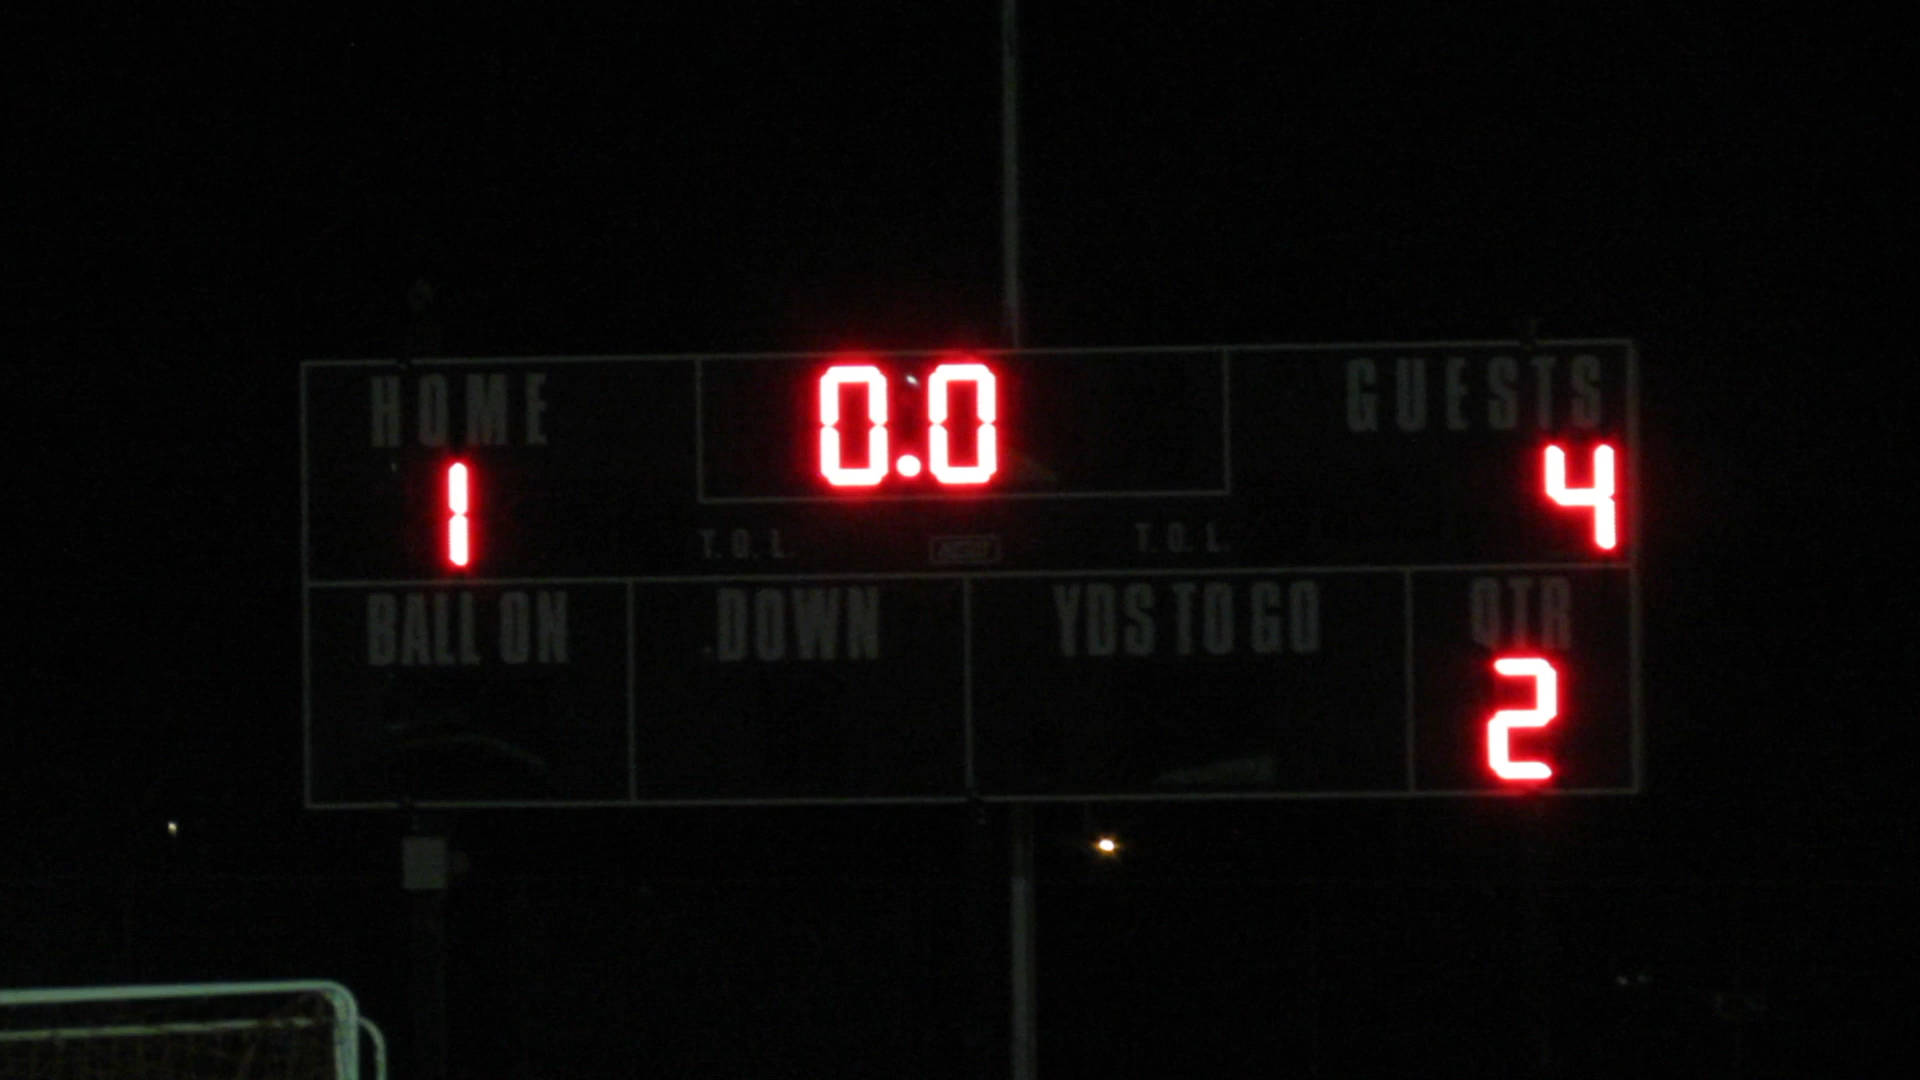 HOME 0.0 GUESTS
1 4
T.O.L. T.O.L.
BALL ON DOWN YDS TO GO QTR
2